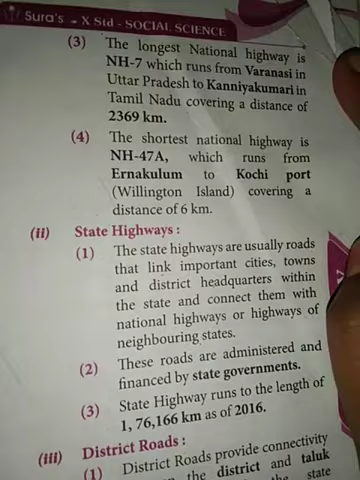 Sura's - X Std - SOCIAL SCIENCE
(3) The longest National highway is
NH-7 which runs from Varanasi in
Uttar Pradesh to Kanniyakumari in
Tamil Nadu covering a distance of
2369 km.
(4) The shortest national highway is
NH-47A, which runs from
Ernakulum to Kochi port
(Willington Island) covering a
distance of 6 km.
(ii) State Highways :
(1) The state highways are usually roads
that link important cities, towns
and district headquarters within
the state and connect them with
national highways or highways of
neighbouring states.
(2) These roads are administered and
financed by state governments.
(3) State Highway runs to the length of
1, 76,166 km as of 2016.
(iii) District Roads :
(1) District Roads provide connectivity
the district and taluk
the state